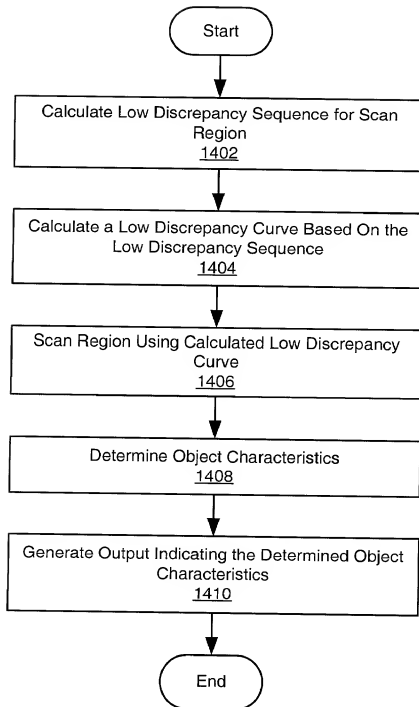 Start
Calculate Low Discrepancy Sequence for Scan
Region
1402
Calculate a Low Discrepancy Curve Based On the
Low Discrepancy Sequence
1404
Scan Region Using Calculated Low Discrepancy
Curve
1406
Determine Object Characteristics
1408
Generate Output Indicating the Determined Object
Characteristics
1410
End